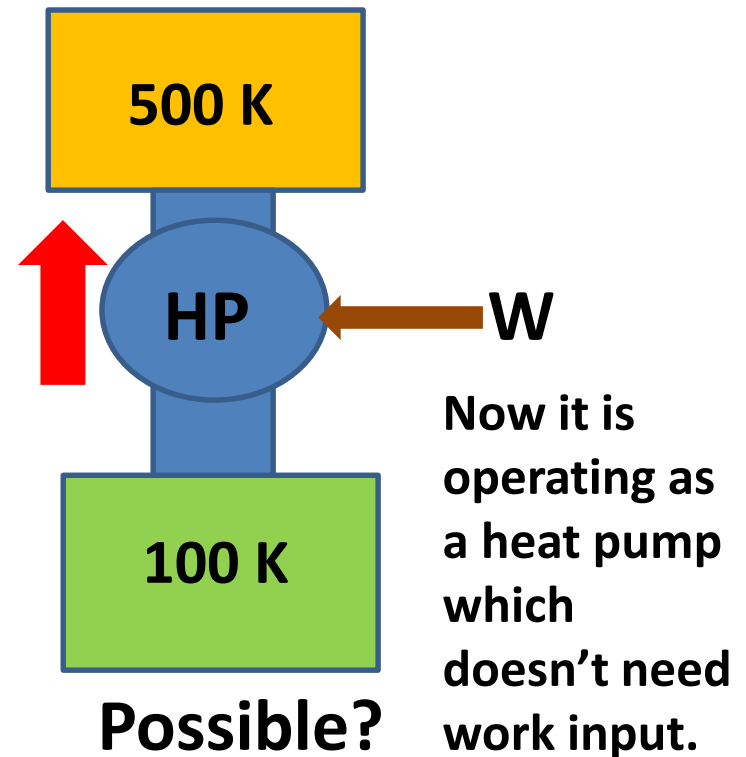 500 K
HP
W
Now it is
operating as
a heat pump
which
doesn’t need
work input.
100 K
Possible?